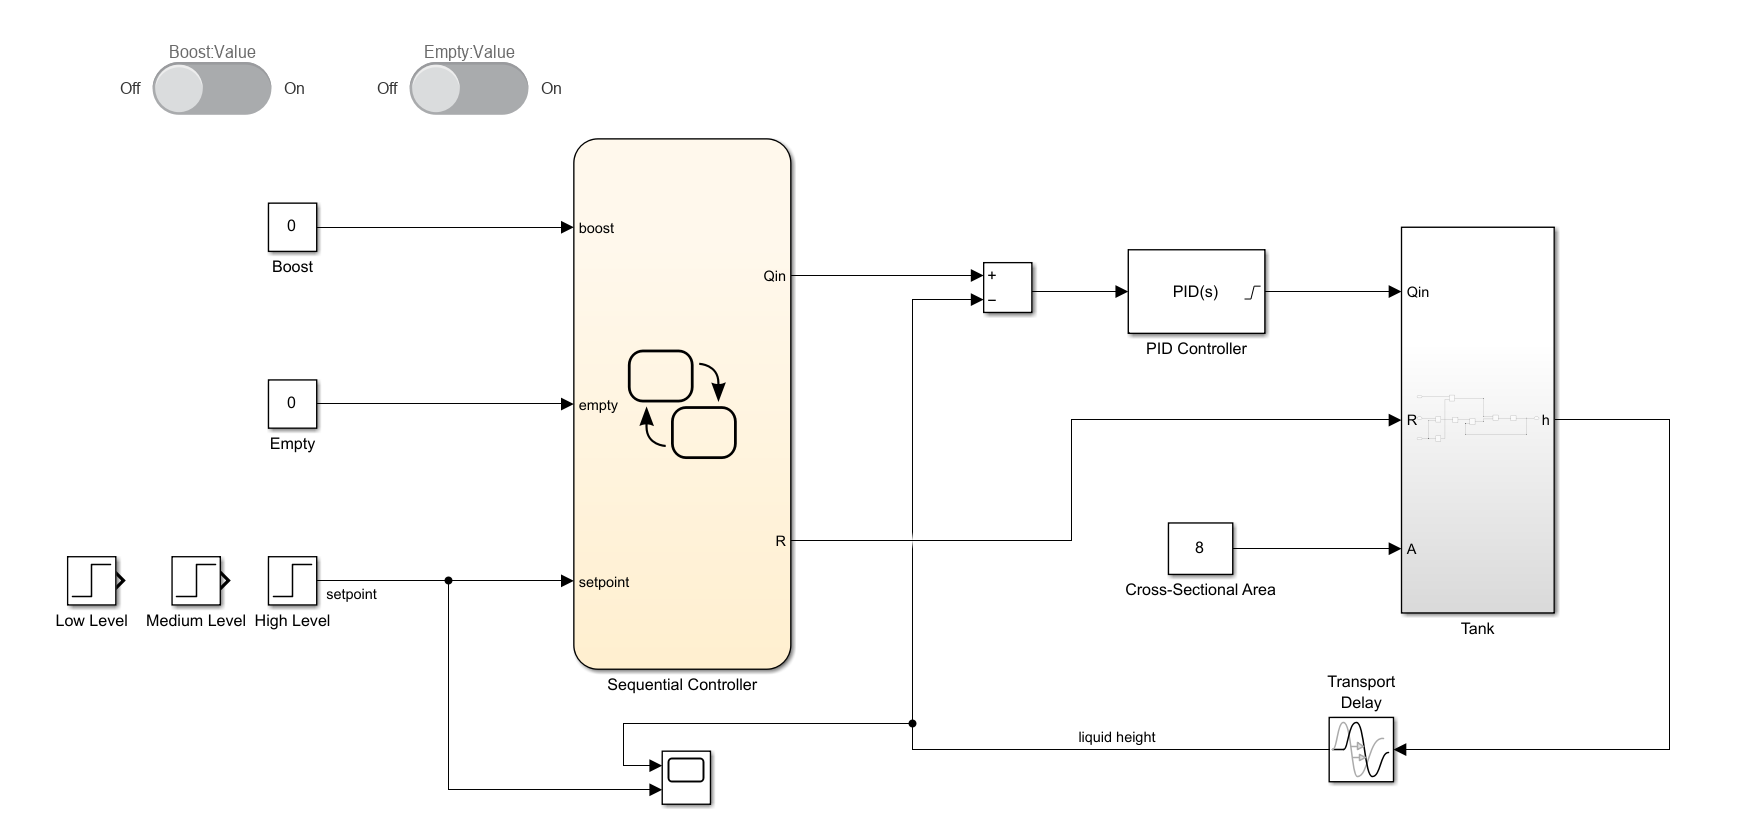 Boost:Value
Off
On
Empty:Value
Off
On
0
Boost
0
Empty
Low Level
Medium Level
High Level
setpoint
boost
empty
setpoint
Qin
R
Sequential Controller
+
−
PID(s)
PID Controller
8
Cross-Sectional Area
Qin
R
A
h
Tank
Transport
Delay
liquid height